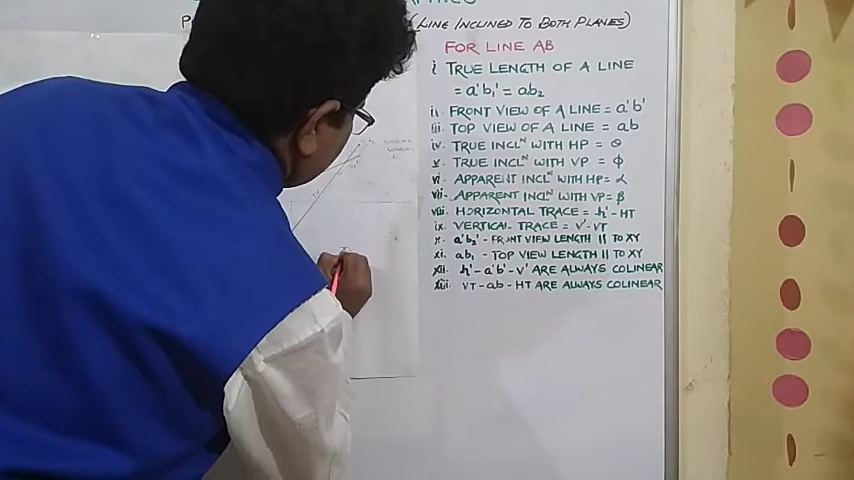 (LINE INCLINED TO BOTH PLANES)
FOR LINE AB
i TRUE LENGTH OF A LINE
= a'b₁' = ab₂
ii. FRONT VIEW OF A LINE = a'b'
iii. TOP VIEW OF A LINE = ab
iv. TRUE INCLᴺ WITH HP = θ
v. TRUE INCLᴺ WITH VP = φ
vi. APPARENT INCLᴺ WITH HP = α
vii. APPARENT INCLᴺ WITH VP = β
viii. HORIZONTAL TRACE = h'-HT
ix. VERTICAL TRACE = v'-VT
x. a'b₂' - FRONT VIEW LENGTH || TO XY
xi. ab₁ - TOP VIEW LENGTH || TO XY
xii. h'-a'b'-v' ARE ALWAYS COLINEAR
xiii. VT-ab-HT ARE ALWAYS COLINEAR